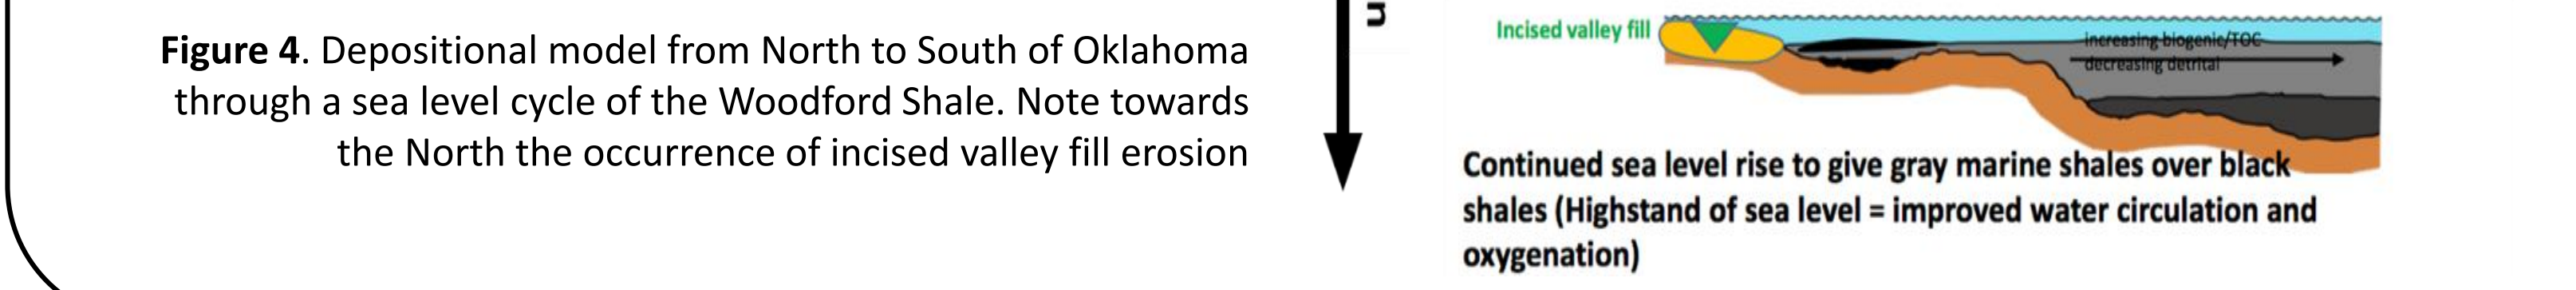 Figure 4. Depositional model from North to South of Oklahoma
through a sea level cycle of the Woodford Shale. Note towards
the North the occurrence of incised valley fill erosion
Incised valley fill
increasing biogenic/TOC
decreasing detrital
Continued sea level rise to give gray marine shales over black
shales (Highstand of sea level = improved water circulation and
oxygenation)